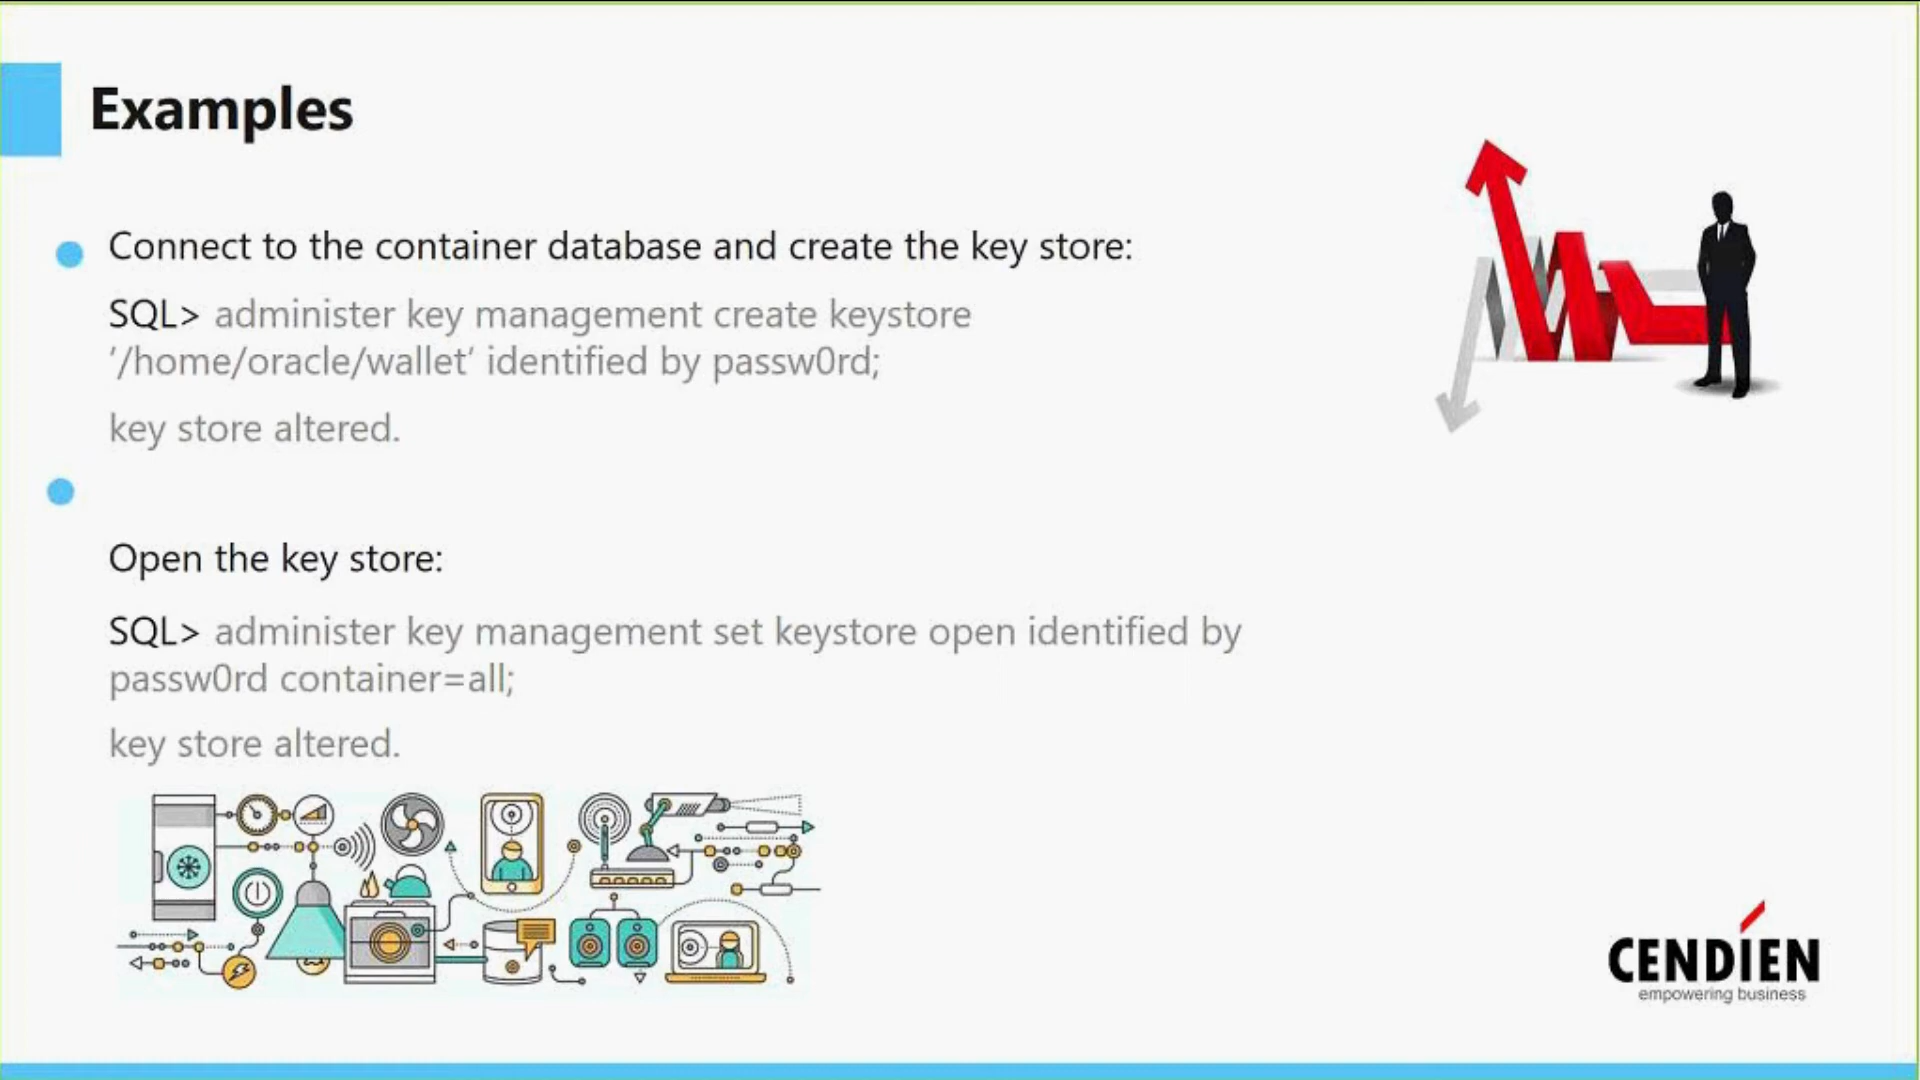 Examples
Connect to the container database and create the key store:
SQL> administer key management create keystore
'/home/oracle/wallet' identified by passw0rd;
key store altered.
Open the key store:
SQL> administer key management set keystore open identified by
passw0rd container=all;
key store altered.
CENDIEN
empowering business